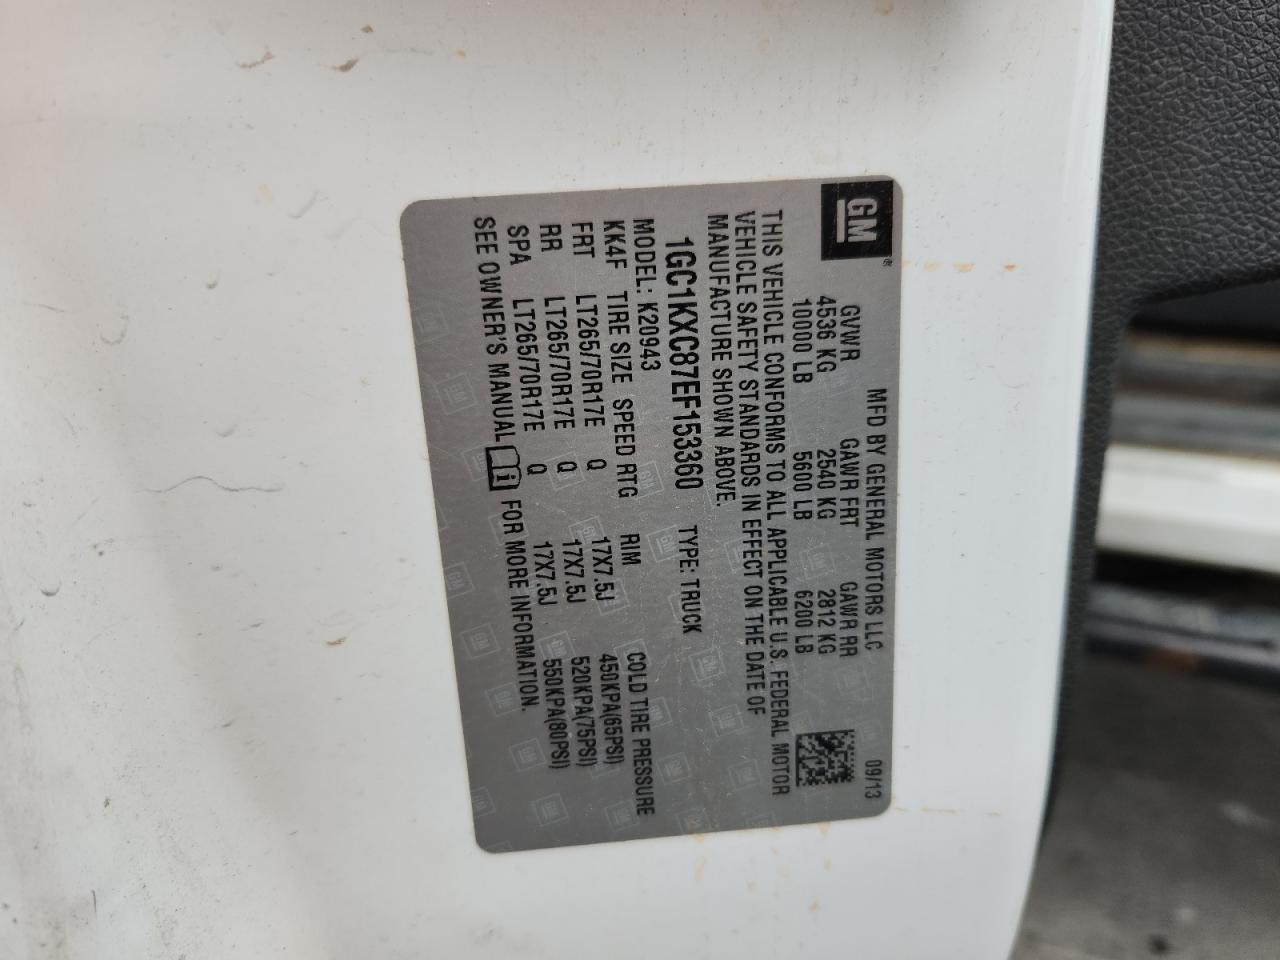 GM
MFD BY GENERAL MOTORS LLC 09/13
GVWR GAWR FRT GAWR RR
4536 KG 2540 KG 2812 KG
10000 LB 5600 LB 6200 LB
THIS VEHICLE CONFORMS TO ALL APPLICABLE U.S. FEDERAL MOTOR
VEHICLE SAFETY STANDARDS IN EFFECT ON THE DATE OF
MANUFACTURE SHOWN ABOVE.
1GC1KXC87EF153360 TYPE: TRUCK
MODEL: K20943
KK4F TIRE SIZE SPEED RTG RIM COLD TIRE PRESSURE
FRT LT265/70R17E Q 17X7.5J 450KPA(65PSI)
RR LT265/70R17E Q 17X7.5J 520KPA(75PSI)
SPA LT265/70R17E Q 17X7.5J 550KPA(80PSI)
SEE OWNER'S MANUAL i FOR MORE INFORMATION.